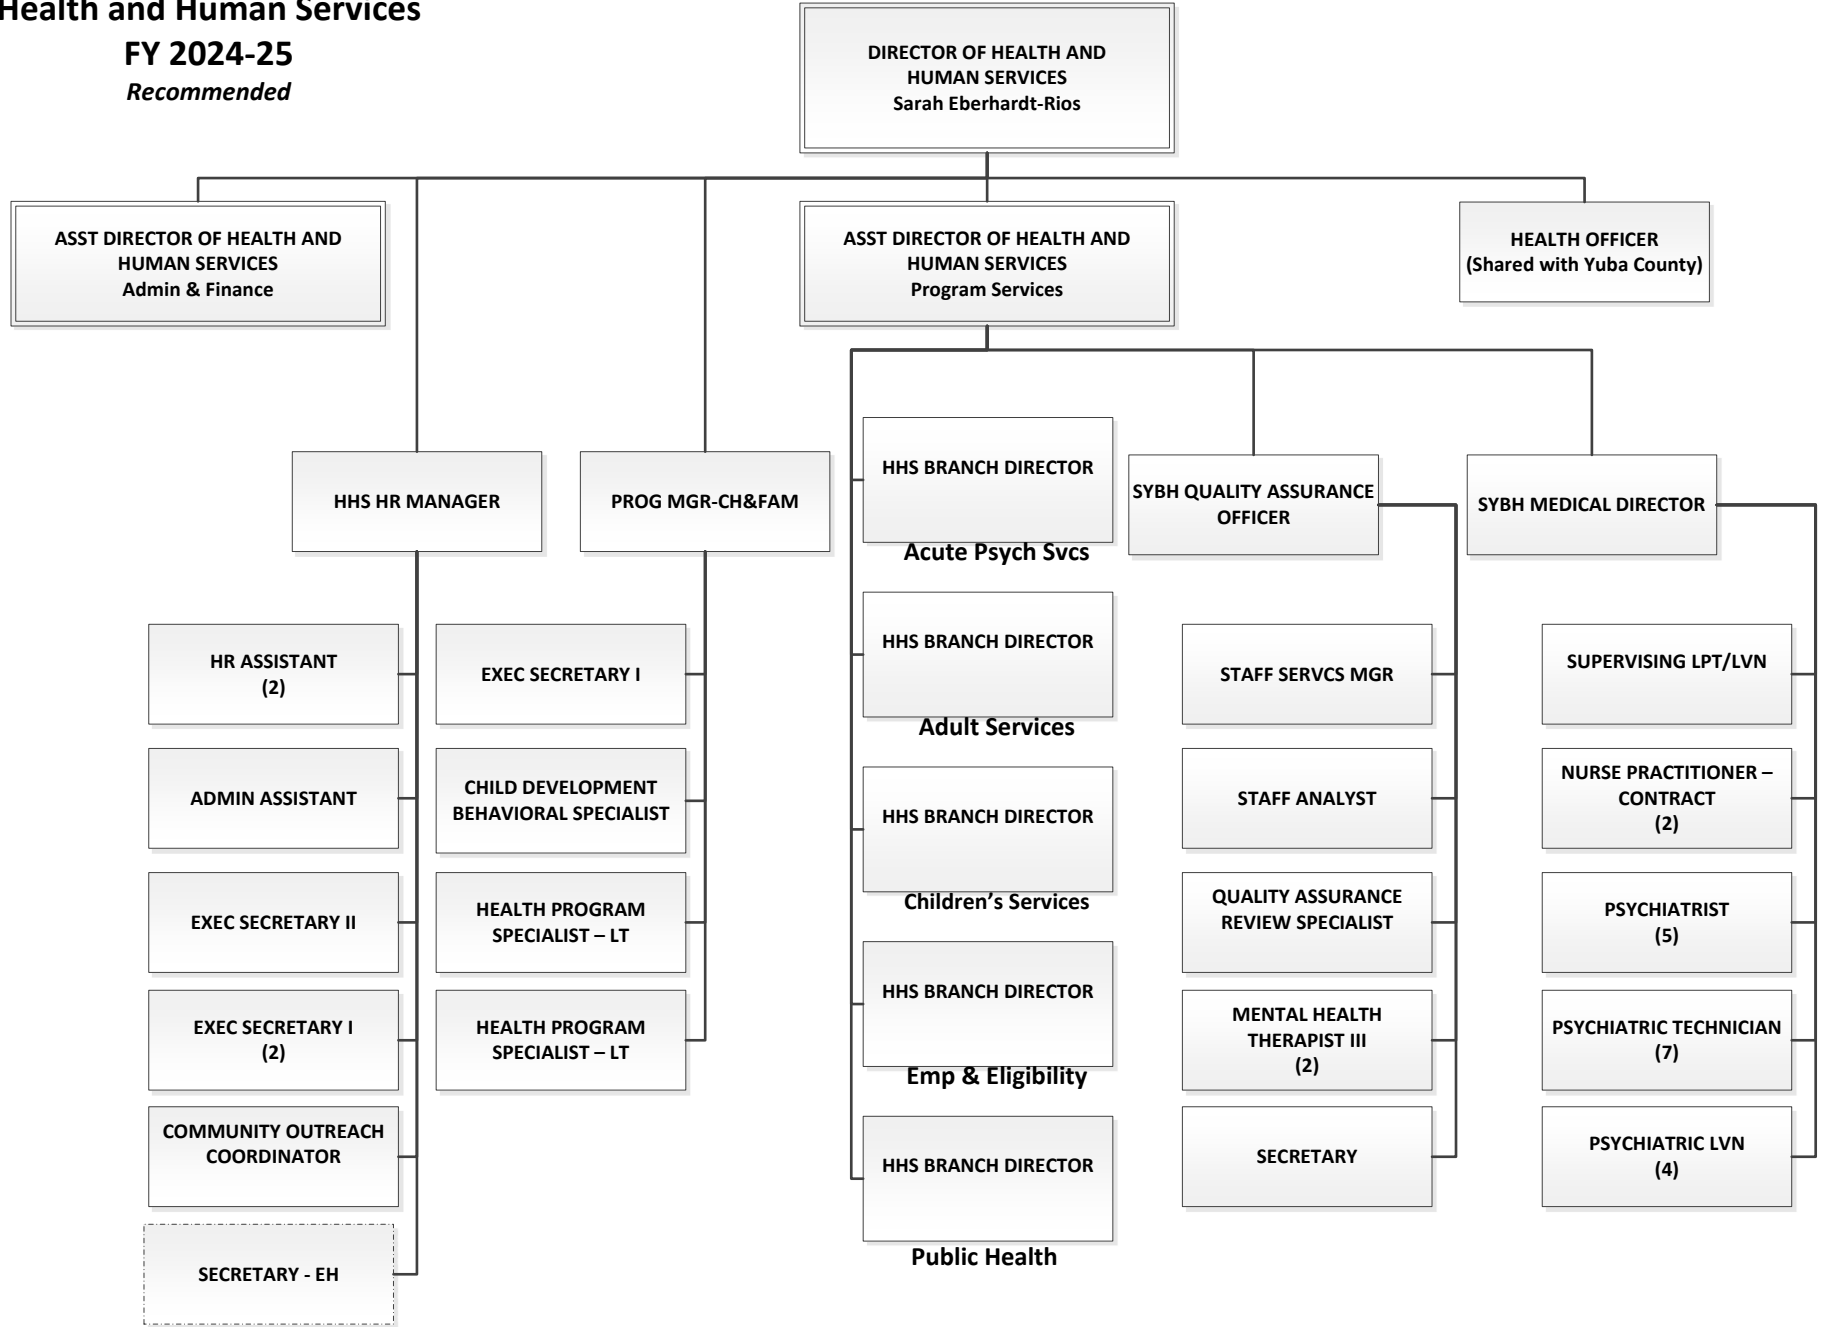 Health and Human Services
FY 2024-25
Recommended
DIRECTOR OF HEALTH AND
HUMAN SERVICES
Sarah Eberhardt-Rios
ASST DIRECTOR OF HEALTH AND
HUMAN SERVICES
Admin & Finance
ASST DIRECTOR OF HEALTH AND
HUMAN SERVICES
Program Services
HEALTH OFFICER
(Shared with Yuba County)
HHS HR MANAGER
PROG MGR-CH&FAM
HHS BRANCH DIRECTOR
Acute Psych Svcs
SYBH QUALITY ASSURANCE
OFFICER
SYBH MEDICAL DIRECTOR
HR ASSISTANT
(2)
ADMIN ASSISTANT
EXEC SECRETARY II
EXEC SECRETARY I
(2)
COMMUNITY OUTREACH
COORDINATOR
SECRETARY - EH
EXEC SECRETARY I
CHILD DEVELOPMENT
BEHAVIORAL SPECIALIST
HEALTH PROGRAM
SPECIALIST – LT
HEALTH PROGRAM
SPECIALIST – LT
HHS BRANCH DIRECTOR
Adult Services
HHS BRANCH DIRECTOR
Children’s Services
HHS BRANCH DIRECTOR
Emp & Eligibility
HHS BRANCH DIRECTOR
Public Health
STAFF SERVCS MGR
STAFF ANALYST
QUALITY ASSURANCE
REVIEW SPECIALIST
MENTAL HEALTH
THERAPIST III
(2)
SECRETARY
SUPERVISING LPT/LVN
NURSE PRACTITIONER –
CONTRACT
(2)
PSYCHIATRIST
(5)
PSYCHIATRIC TECHNICIAN
(7)
PSYCHIATRIC LVN
(4)